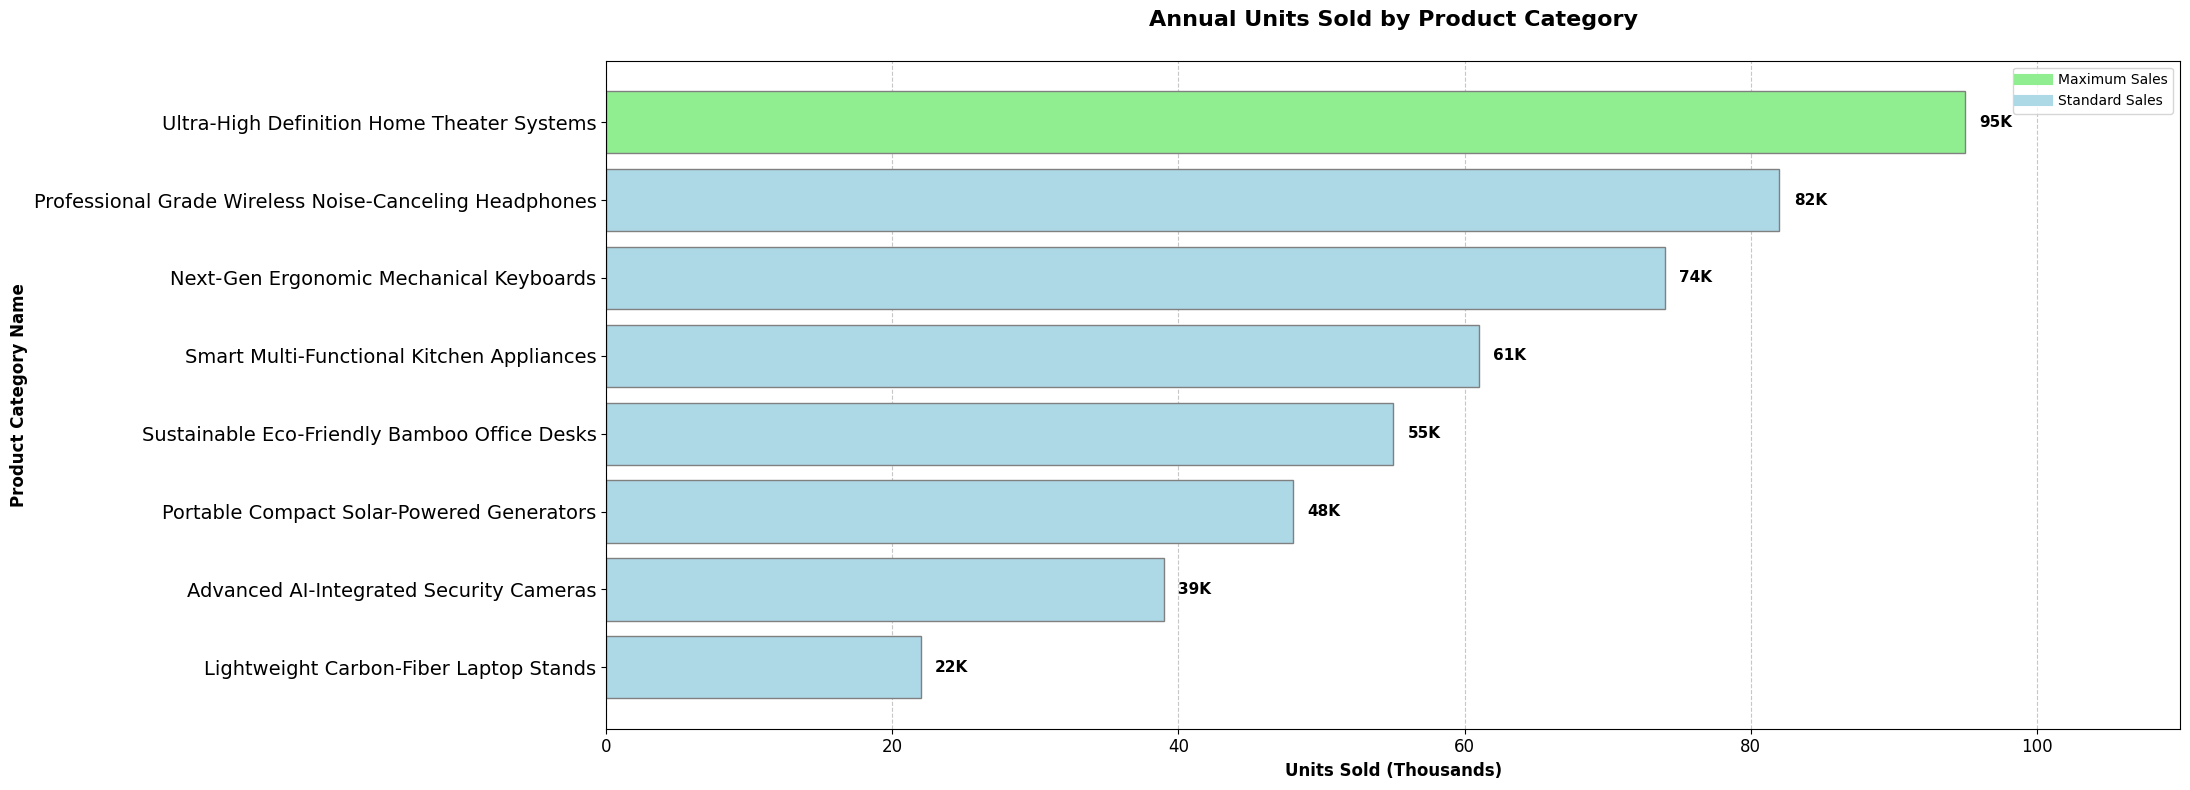 Annual Units Sold by Product Category
Maximum Sales
Standard Sales
Product Category Name
Ultra-High Definition Home Theater Systems 95K
Professional Grade Wireless Noise-Canceling Headphones 82K
Next-Gen Ergonomic Mechanical Keyboards 74K
Smart Multi-Functional Kitchen Appliances 61K
Sustainable Eco-Friendly Bamboo Office Desks 55K
Portable Compact Solar-Powered Generators 48K
Advanced AI-Integrated Security Cameras 39K
Lightweight Carbon-Fiber Laptop Stands 22K
0 20 40 60 80 100
Units Sold (Thousands)